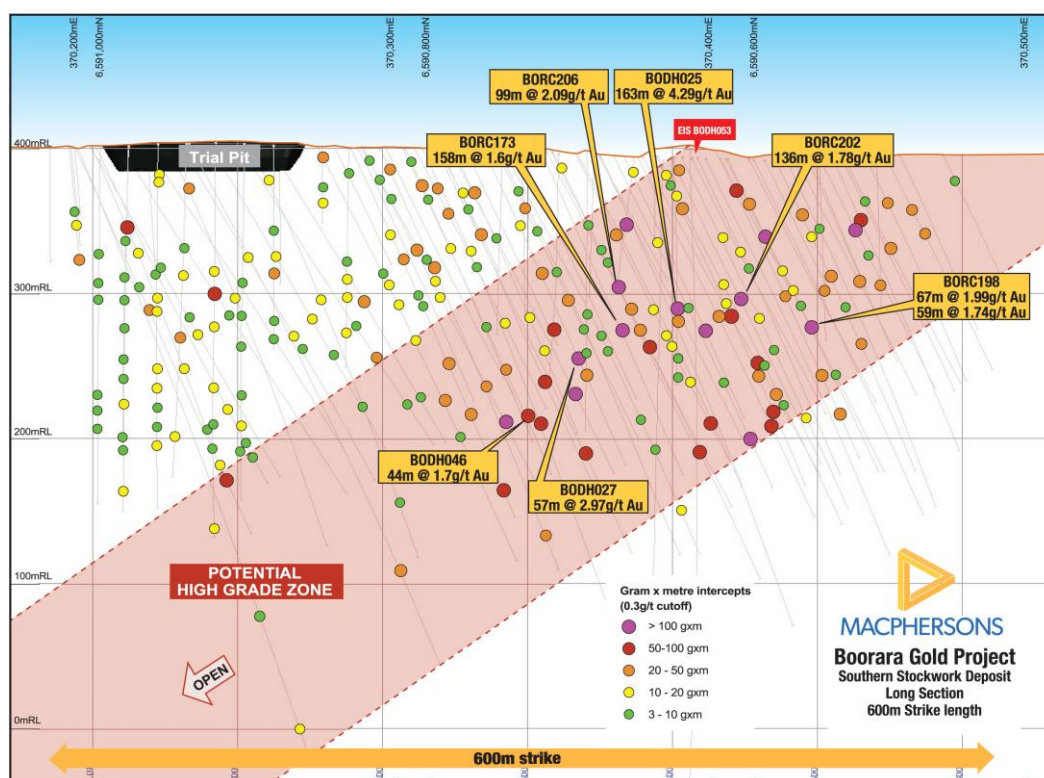 370,200mE
6,591,000mN
370,300mE
6,590,800mN
370,400mE
6,590,600mN
370,500mE
BORC206
99m @ 2.09g/t Au
BODH025
163m @ 4.29g/t Au
EIS BODH053
BORC173
158m @ 1.6g/t Au
BORC202
136m @ 1.78g/t Au
400mRL
Trial Pit
300mRL
BORC198
67m @ 1.99g/t Au
59m @ 1.74g/t Au
200mRL
BODH046
44m @ 1.7g/t Au
BODH027
57m @ 2.97g/t Au
100mRL
POTENTIAL
HIGH GRADE ZONE
OPEN
0mRL
Gram x metre intercepts
(0.3g/t cutoff)
> 100 gxm
50-100 gxm
20 - 50 gxm
10 - 20 gxm
3 - 10 gxm
MACPHERSONS
Boorara Gold Project
Southern Stockwork Deposit
Long Section
600m Strike length
600m strike